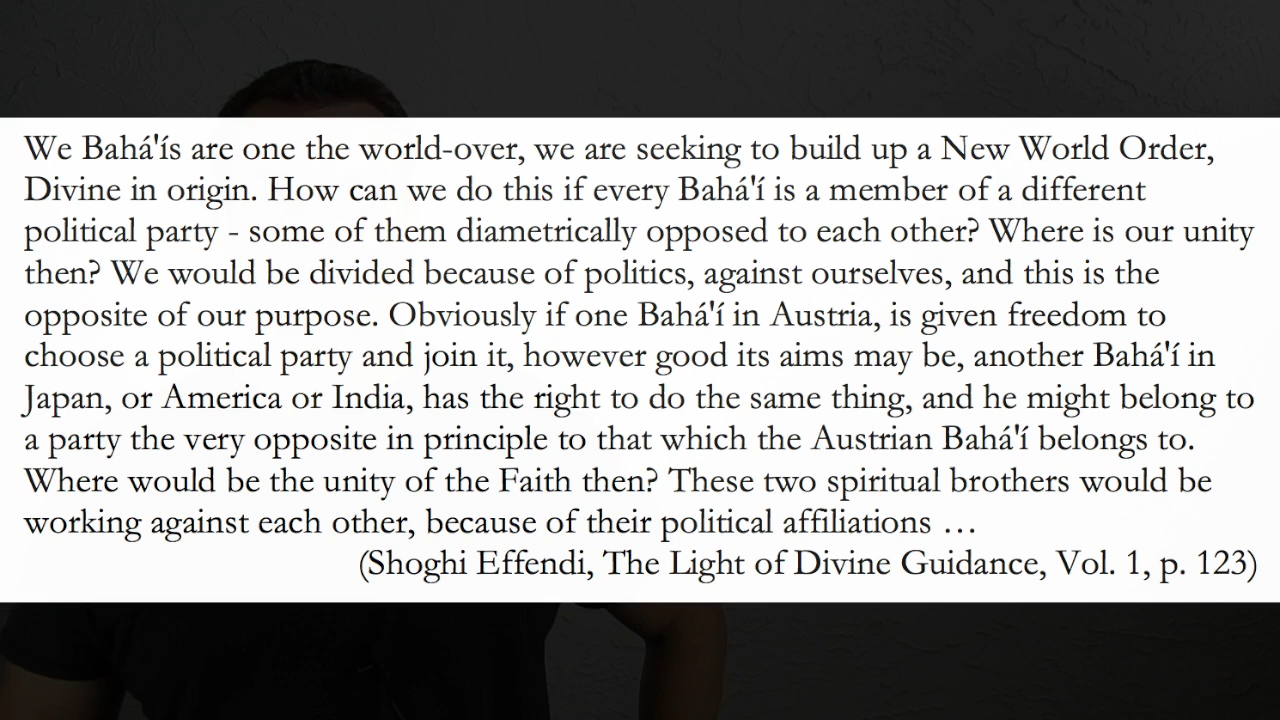 We Bahá'ís are one the world-over, we are seeking to build up a New World Order,
Divine in origin. How can we do this if every Bahá'í is a member of a different
political party - some of them diametrically opposed to each other? Where is our unity
then? We would be divided because of politics, against ourselves, and this is the
opposite of our purpose. Obviously if one Bahá'í in Austria, is given freedom to
choose a political party and join it, however good its aims may be, another Bahá'í in
Japan, or America or India, has the right to do the same thing, and he might belong to
a party the very opposite in principle to that which the Austrian Bahá'í belongs to.
Where would be the unity of the Faith then? These two spiritual brothers would be
working against each other, because of their political affiliations …
(Shoghi Effendi, The Light of Divine Guidance, Vol. 1, p. 123)